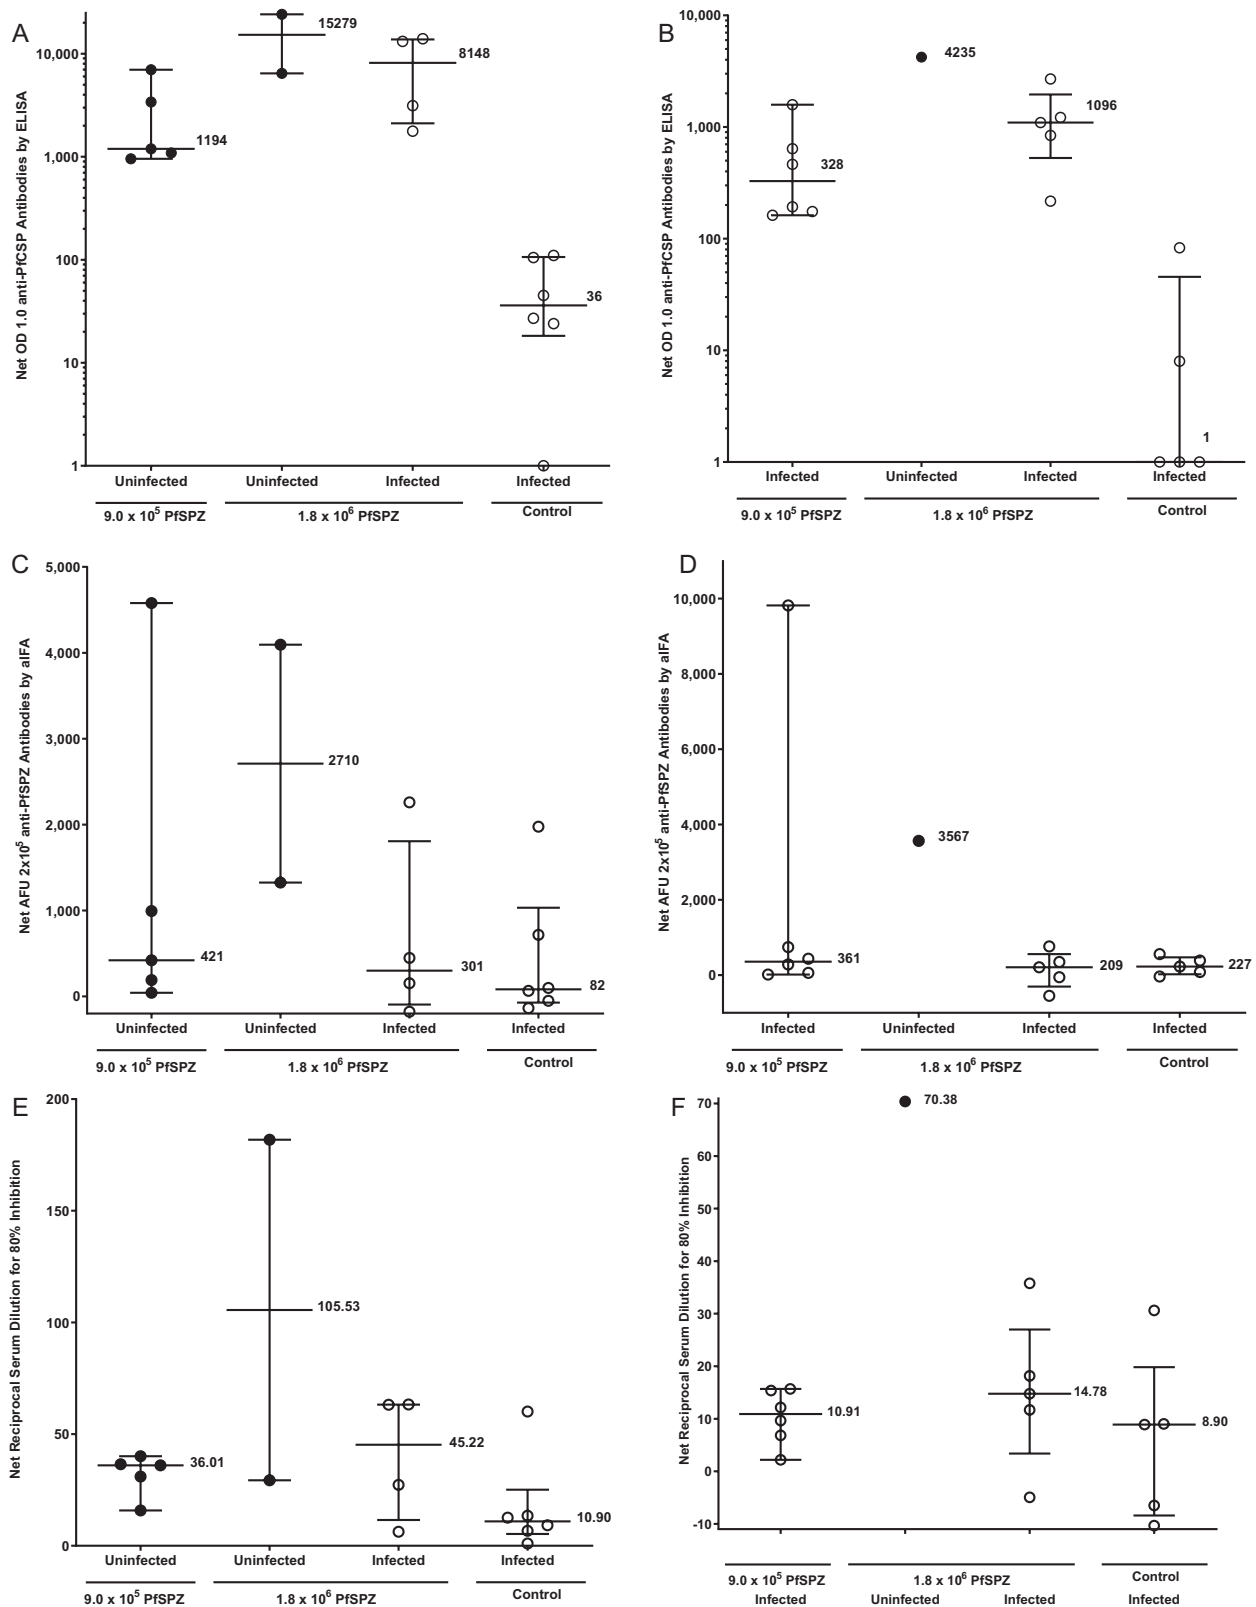 A
Net OD 1.0 anti-PfCSP Antibodies by ELISA
10,000
1,000
100
10
1
1194
15279
8148
36
Uninfected Uninfected Infected Infected
9.0 x 10⁵ PfSPZ 1.8 x 10⁶ PfSPZ Control
B
Net OD 1.0 anti-PfCSP Antibodies by ELISA
10,000
1,000
100
10
1
328
4235
1096
1
Infected Uninfected Infected Infected
9.0 x 10⁵ PfSPZ 1.8 x 10⁶ PfSPZ Control
C
Net AFU 2x10⁵ anti-PfSPZ Antibodies by aIFA
5,000
4,000
3,000
2,000
1,000
0
421
2710
301
82
Uninfected Uninfected Infected Infected
9.0 x 10⁵ PfSPZ 1.8 x 10⁶ PfSPZ Control
D
Net AFU 2x10⁵ anti-PfSPZ Antibodies by aIFA
10,000
8,000
6,000
4,000
2,000
0
361
3567
209
227
Infected Uninfected Infected Infected
9.0 x 10⁵ PfSPZ 1.8 x 10⁶ PfSPZ Control
E
Net Reciprocal Serum Dilution for 80% Inhibition
200
150
100
50
0
36.01
105.53
45.22
10.90
Uninfected Uninfected Infected Infected
9.0 x 10⁵ PfSPZ 1.8 x 10⁶ PfSPZ Control
F
Net Reciprocal Serum Dilution for 80% Inhibition
70
60
50
40
30
20
10
0
-10
10.91
70.38
14.78
8.90
9.0 x 10⁵ PfSPZ 1.8 x 10⁶ PfSPZ Control
Infected Uninfected Infected Infected